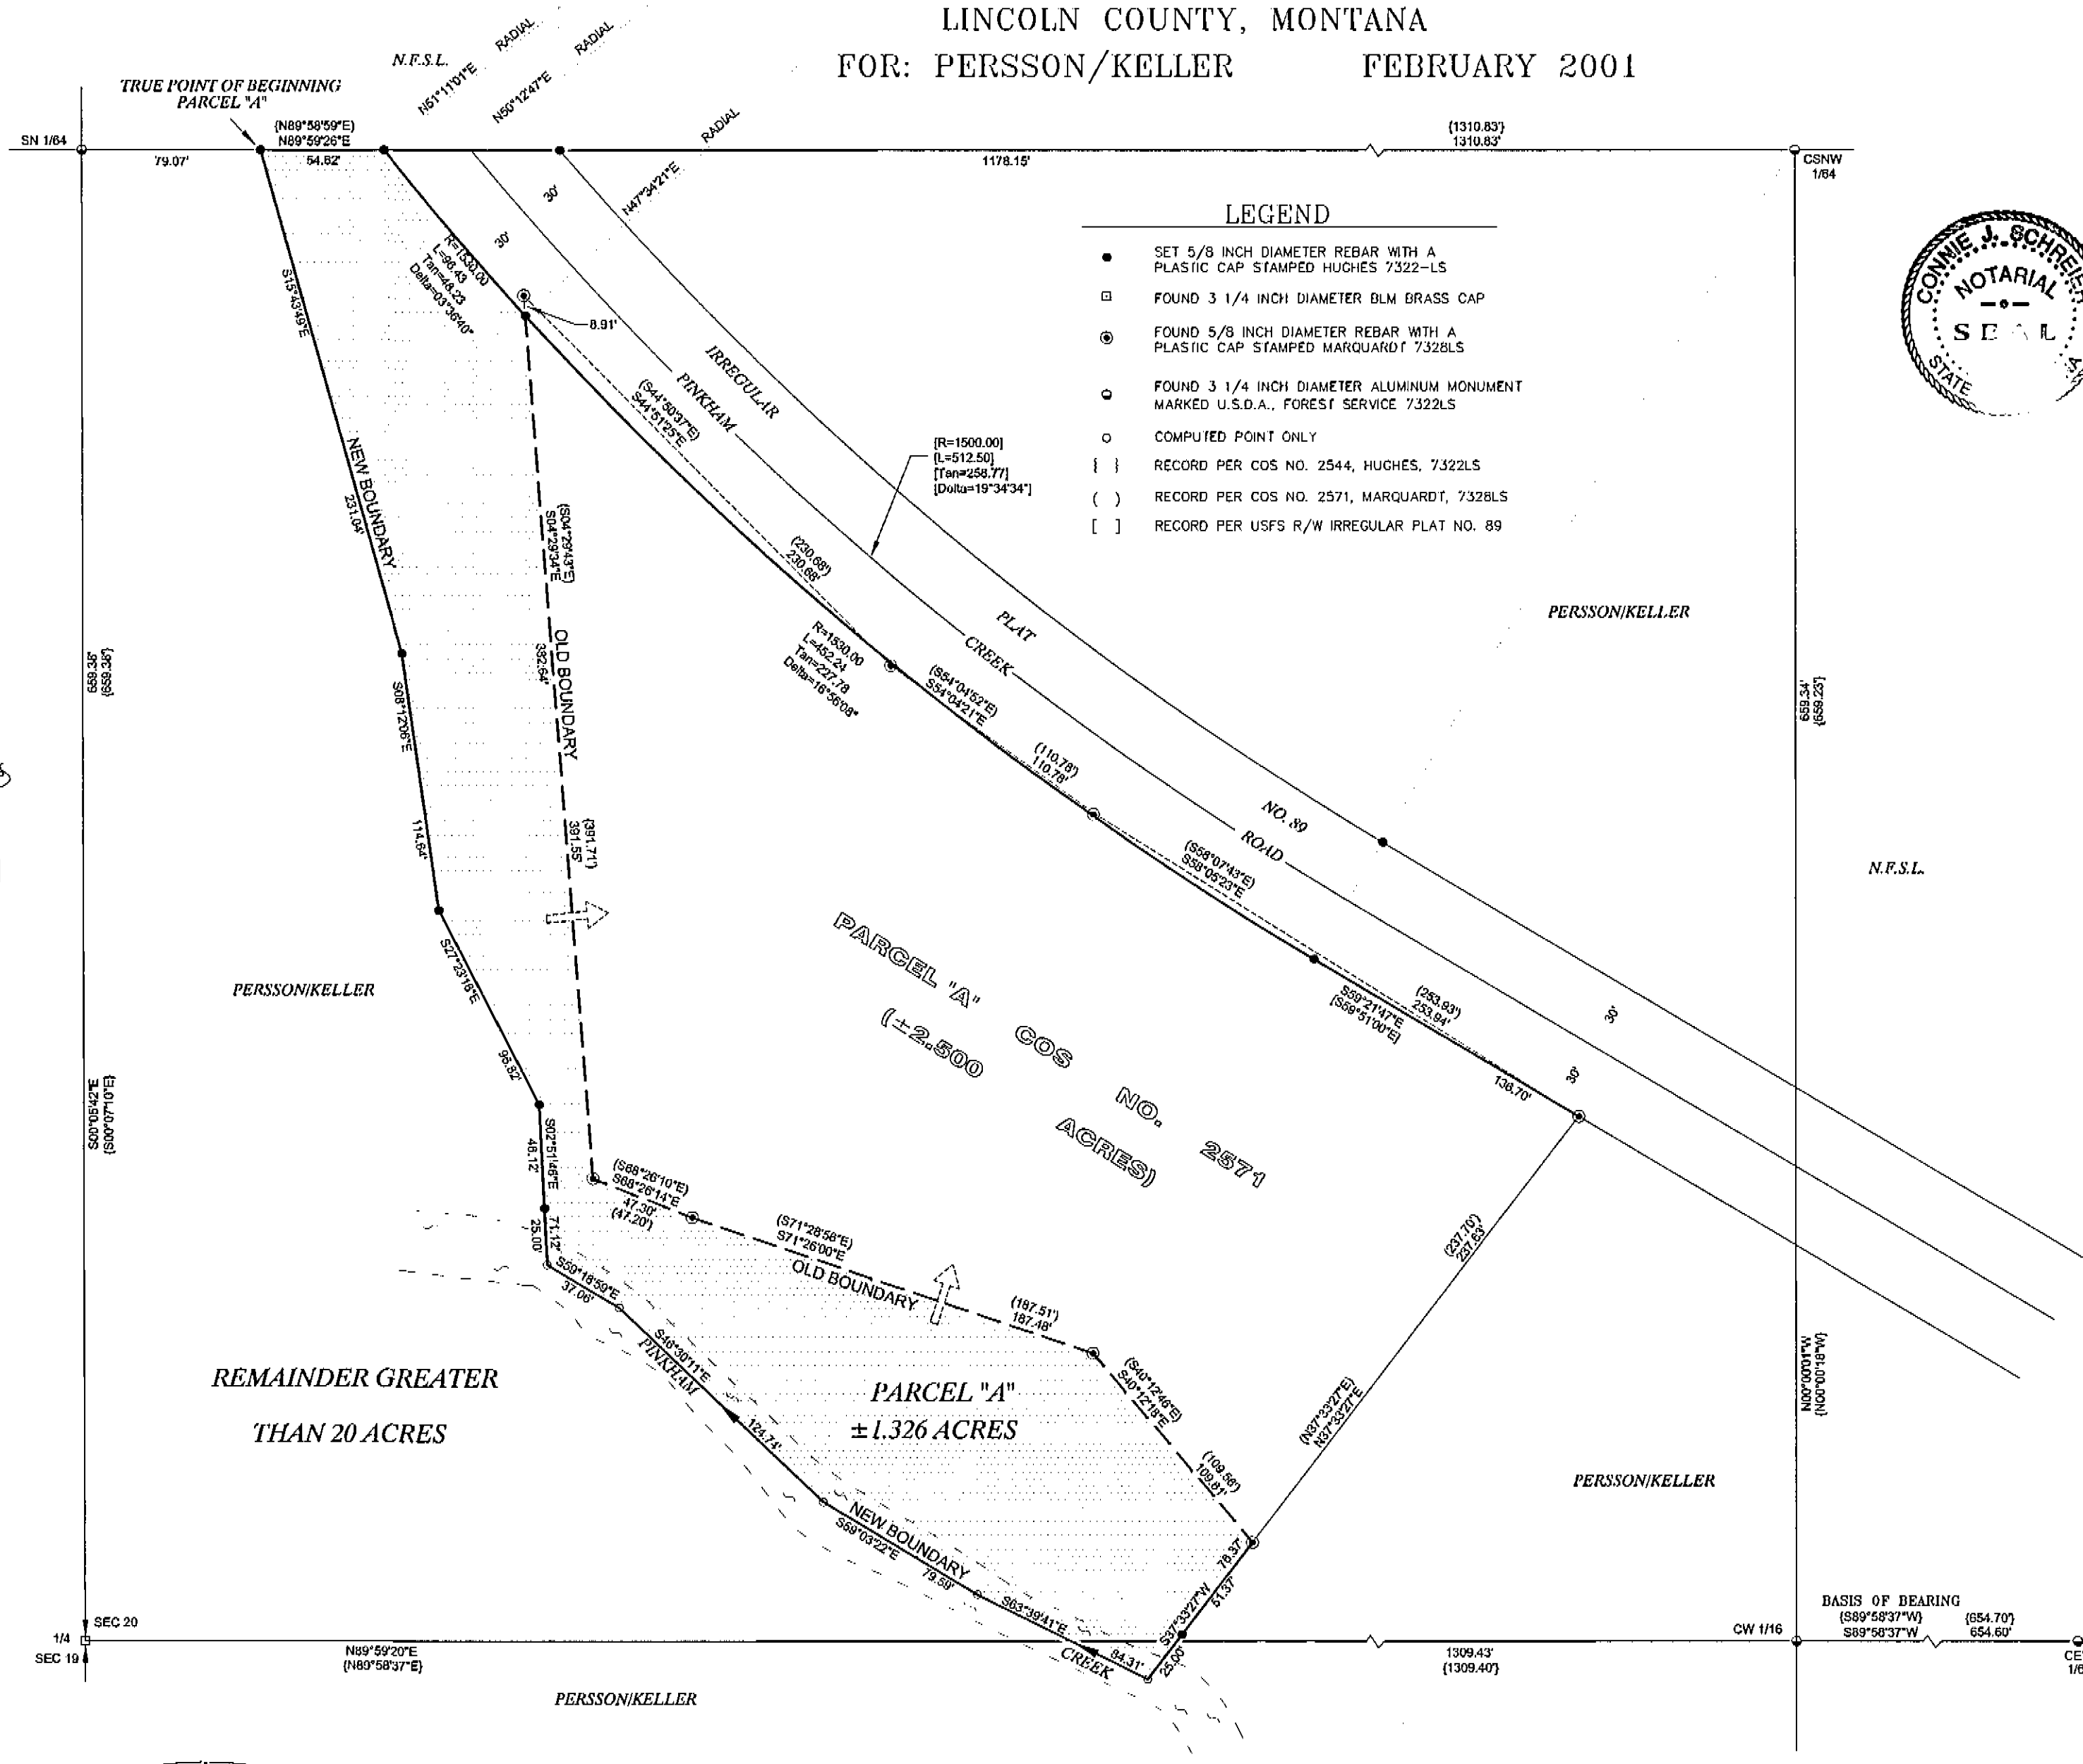 LINCOLN COUNTY, MONTANA
FOR: PERSSON/KELLER FEBRUARY 2001
N.F.S.L.
RADIAL
RADIAL
RADIAL
N51°11'01"E
N50°12'47"E
N47°34'21"E
TRUE POINT OF BEGINNING
PARCEL "A"
{N89°58'59"E}
N89°59'26"E
SN 1/64
79.07'
54.62'
1178.15'
{1310.83'}
1310.83'
CSNW
1/64
30'
30'
R=1530.00
L=96.43
Tan=48.23
Delta=03°36'40"
8.91'
S15°43'49"E
NEW BOUNDARY
231.04'
LEGEND
SET 5/8 INCH DIAMETER REBAR WITH A
PLASTIC CAP STAMPED HUGHES 7322-LS
FOUND 3 1/4 INCH DIAMETER BLM BRASS CAP
FOUND 5/8 INCH DIAMETER REBAR WITH A
PLASTIC CAP STAMPED MARQUARDT 7328LS
FOUND 3 1/4 INCH DIAMETER ALUMINUM MONUMENT
MARKED U.S.D.A., FOREST SERVICE 7322LS
COMPUTED POINT ONLY
{ } RECORD PER COS NO. 2544, HUGHES, 7322LS
( ) RECORD PER COS NO. 2571, MARQUARDT, 7328LS
[ ] RECORD PER USFS R/W IRREGULAR PLAT NO. 89
CONNIE J. SCHREIER
NOTARIAL
SEAL
STATE
IRREGULAR
PLAT
NO. 89
PINKHAM
CREEK
ROAD
(S44°50'37"E)
S44°51'25"E
[R=1500.00]
[L=512.50]
[Tan=258.77]
[Delta=19°34'34"]
(S04°29'43"E)
S04°29'34"E
OLD BOUNDARY
382.64'
(230.68')
230.68'
R=1530.00
L=452.24
Tan=227.78
Delta=16°56'08"
(S54°04'52"E)
S54°04'21"E
(110.78')
110.78'
PERSSON/KELLER
659.36'
{659.36'}
659.34'
{659.23'}
S08°12'06"E
114.64'
(391.71')
391.55'
(S58°07'43"E)
S58°05'23"E
N.F.S.L.
PARCEL "A" COS NO. 2571
(±2.500 ACRES)
PERSSON/KELLER
S27°23'16"E
96.82'
S59°21'47"E
[S59°51'00"E]
(253.93')
253.94'
136.70'
30'
30'
S00°05'42"E
{S00°07'10"E}
S02°51'46"E
46.12'
71.12'
25.00'
(S68°26'10"E)
S68°26'14"E
47.30'
(47.20')
(S71°28'58"E)
S71°26'00"E
OLD BOUNDARY
(187.51')
187.48'
(237.70')
237.63'
(N37°33'27"E)
N37°33'27"E
S59°18'59"E
37.06'
S46°30'11"E
PINKHAM
124.74'
REMAINDER GREATER
THAN 20 ACRES
PARCEL "A"
±1.326 ACRES
(S40°12'46"E)
S40°12'18"E
(109.56')
109.61'
N00°00'01"W
{N00°00'18"W}
PERSSON/KELLER
NEW BOUNDARY
S59°03'22"E
79.59'
S63°39'41"E
84.31'
CREEK
76.37'
51.37'
S37°33'27"W
25.00'
BASIS OF BEARING
{S89°58'37"W} {654.70'}
S89°58'37"W 654.60'
SEC 20
1/4
SEC 19
N89°59'20"E
{N89°58'37"E}
1309.43'
{1309.40'}
CW 1/16
PERSSON/KELLER